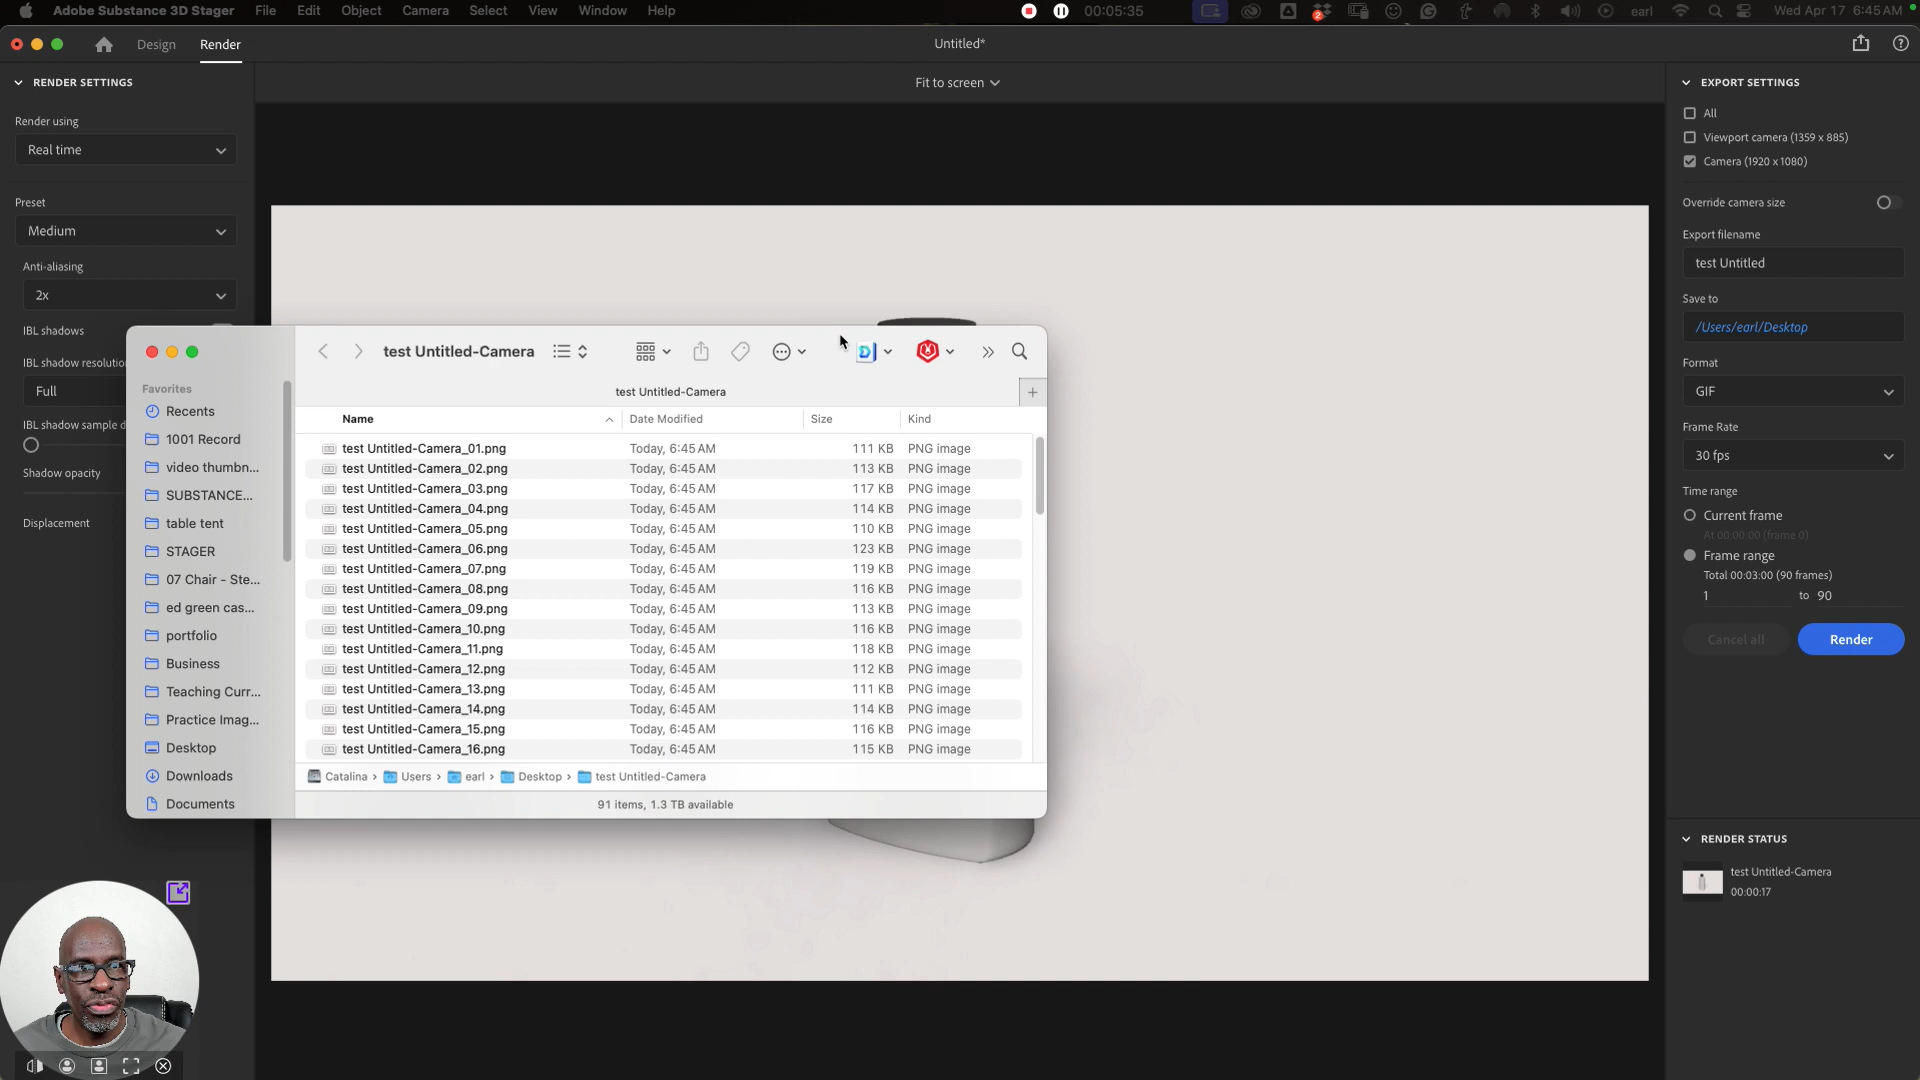 Adobe Substance 3D Stager File Edit Object Camera Select View Window Help 00:05:35 2 earl Wed Apr 17 6:45 AM
Design Render Untitled*
RENDER SETTINGS
Fit to screen
EXPORT SETTINGS
Render using
Real time
Preset
Medium
Anti-aliasing
2x
IBL shadows
IBL shadow resolution
Full
IBL shadow sample d
Shadow opacity
Displacement
test Untitled-Camera
test Untitled-Camera
Favorites
Recents
1001 Record
video thumbn...
SUBSTANCE...
table tent
STAGER
07 Chair - Ste...
ed green cas...
portfolio
Business
Teaching Curr...
Practice Imag...
Desktop
Downloads
Documents
Name Date Modified Size Kind
test Untitled-Camera_01.png Today, 6:45 AM 111 KB PNG image
test Untitled-Camera_02.png Today, 6:45 AM 113 KB PNG image
test Untitled-Camera_03.png Today, 6:45 AM 117 KB PNG image
test Untitled-Camera_04.png Today, 6:45 AM 114 KB PNG image
test Untitled-Camera_05.png Today, 6:45 AM 110 KB PNG image
test Untitled-Camera_06.png Today, 6:45 AM 123 KB PNG image
test Untitled-Camera_07.png Today, 6:45 AM 119 KB PNG image
test Untitled-Camera_08.png Today, 6:45 AM 116 KB PNG image
test Untitled-Camera_09.png Today, 6:45 AM 113 KB PNG image
test Untitled-Camera_10.png Today, 6:45 AM 116 KB PNG image
test Untitled-Camera_11.png Today, 6:45 AM 118 KB PNG image
test Untitled-Camera_12.png Today, 6:45 AM 112 KB PNG image
test Untitled-Camera_13.png Today, 6:45 AM 111 KB PNG image
test Untitled-Camera_14.png Today, 6:45 AM 114 KB PNG image
test Untitled-Camera_15.png Today, 6:45 AM 116 KB PNG image
test Untitled-Camera_16.png Today, 6:45 AM 115 KB PNG image
Catalina › Users › earl › Desktop › test Untitled-Camera
91 items, 1.3 TB available
All
Viewport camera (1359 x 885)
Camera (1920 x 1080)
Override camera size
Export filename
test Untitled
Save to
/Users/earl/Desktop
Format
GIF
Frame Rate
30 fps
Time range
Current frame
At 00:00:00 (frame 0)
Frame range
Total 00:03:00 (90 frames)
1 to 90
Cancel all Render
RENDER STATUS
test Untitled-Camera
00:00:17